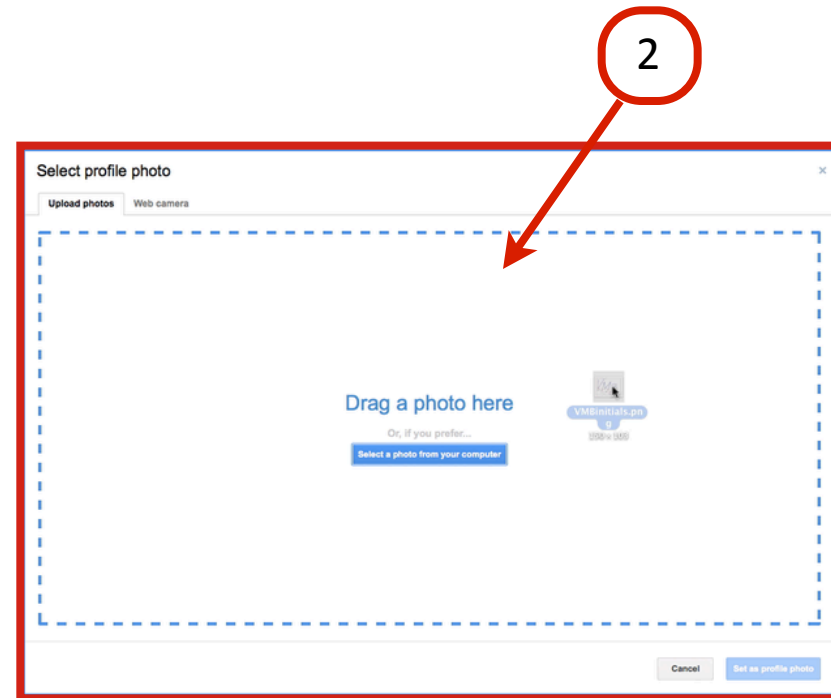 2
Select profile photo ×
Upload photos Web camera
Drag a photo here
Or, if you prefer...
Select a photo from your computer
VMBinitials.pn
g
Cancel Set as profile photo